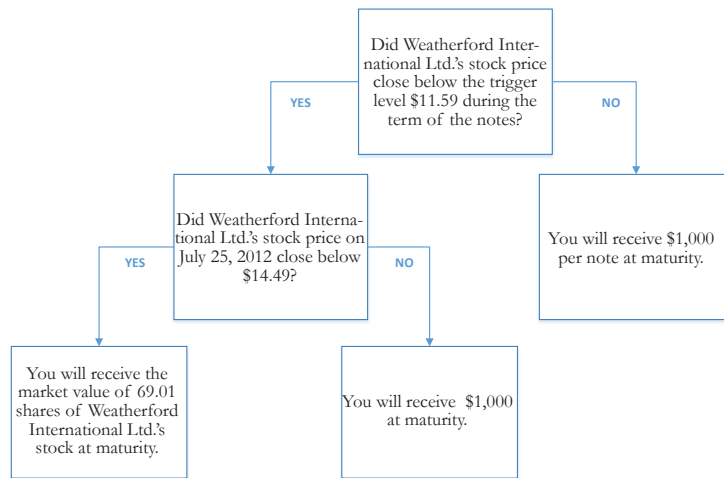 Did Weatherford Inter-
national Ltd.'s stock price
close below the trigger
level $11.59 during the
term of the notes?
YES
NO
Did Weatherford Interna-
tional Ltd.'s stock price on
July 25, 2012 close below
$14.49?
You will receive $1,000
per note at maturity.
YES
NO
You will receive the
market value of 69.01
shares of Weatherford
International Ltd.'s
stock at maturity.
You will receive $1,000
at maturity.